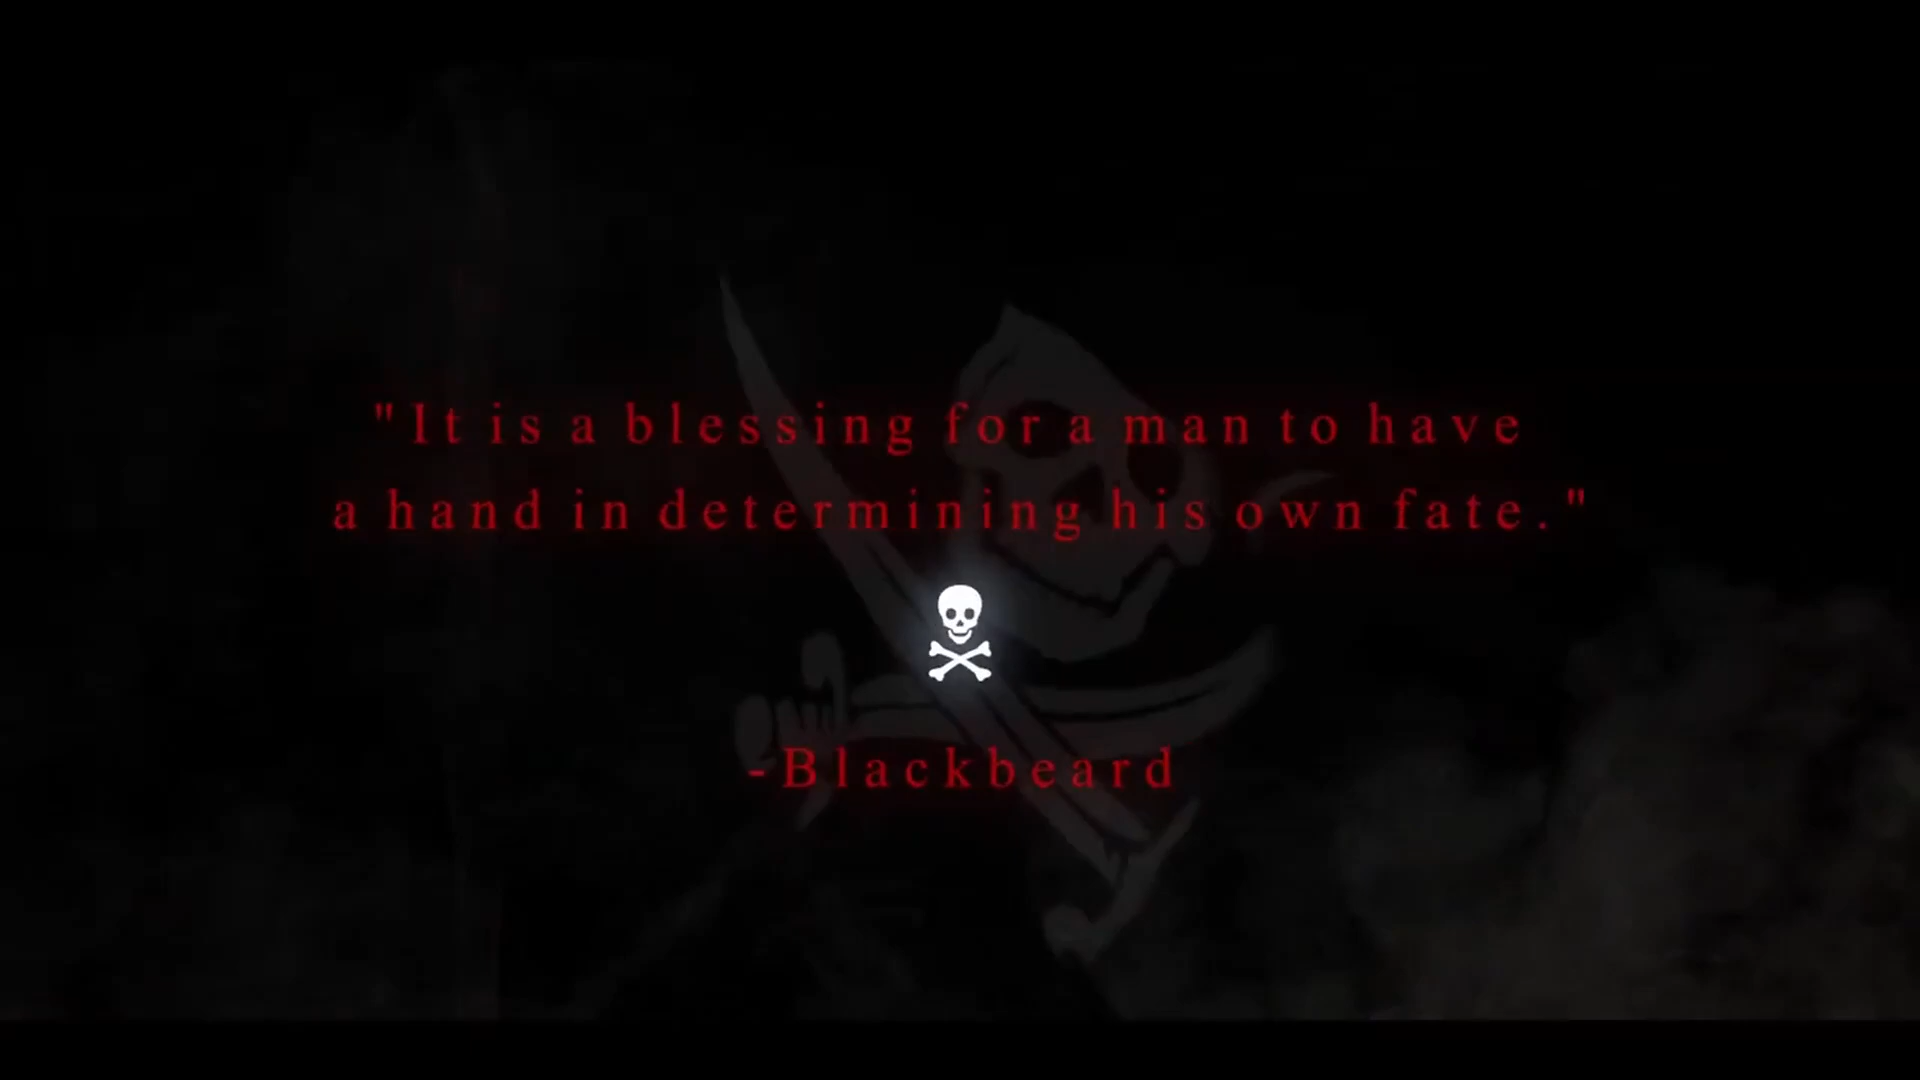 "It is a blessing for a man to have
a hand in determining his own fate."
-Blackbeard